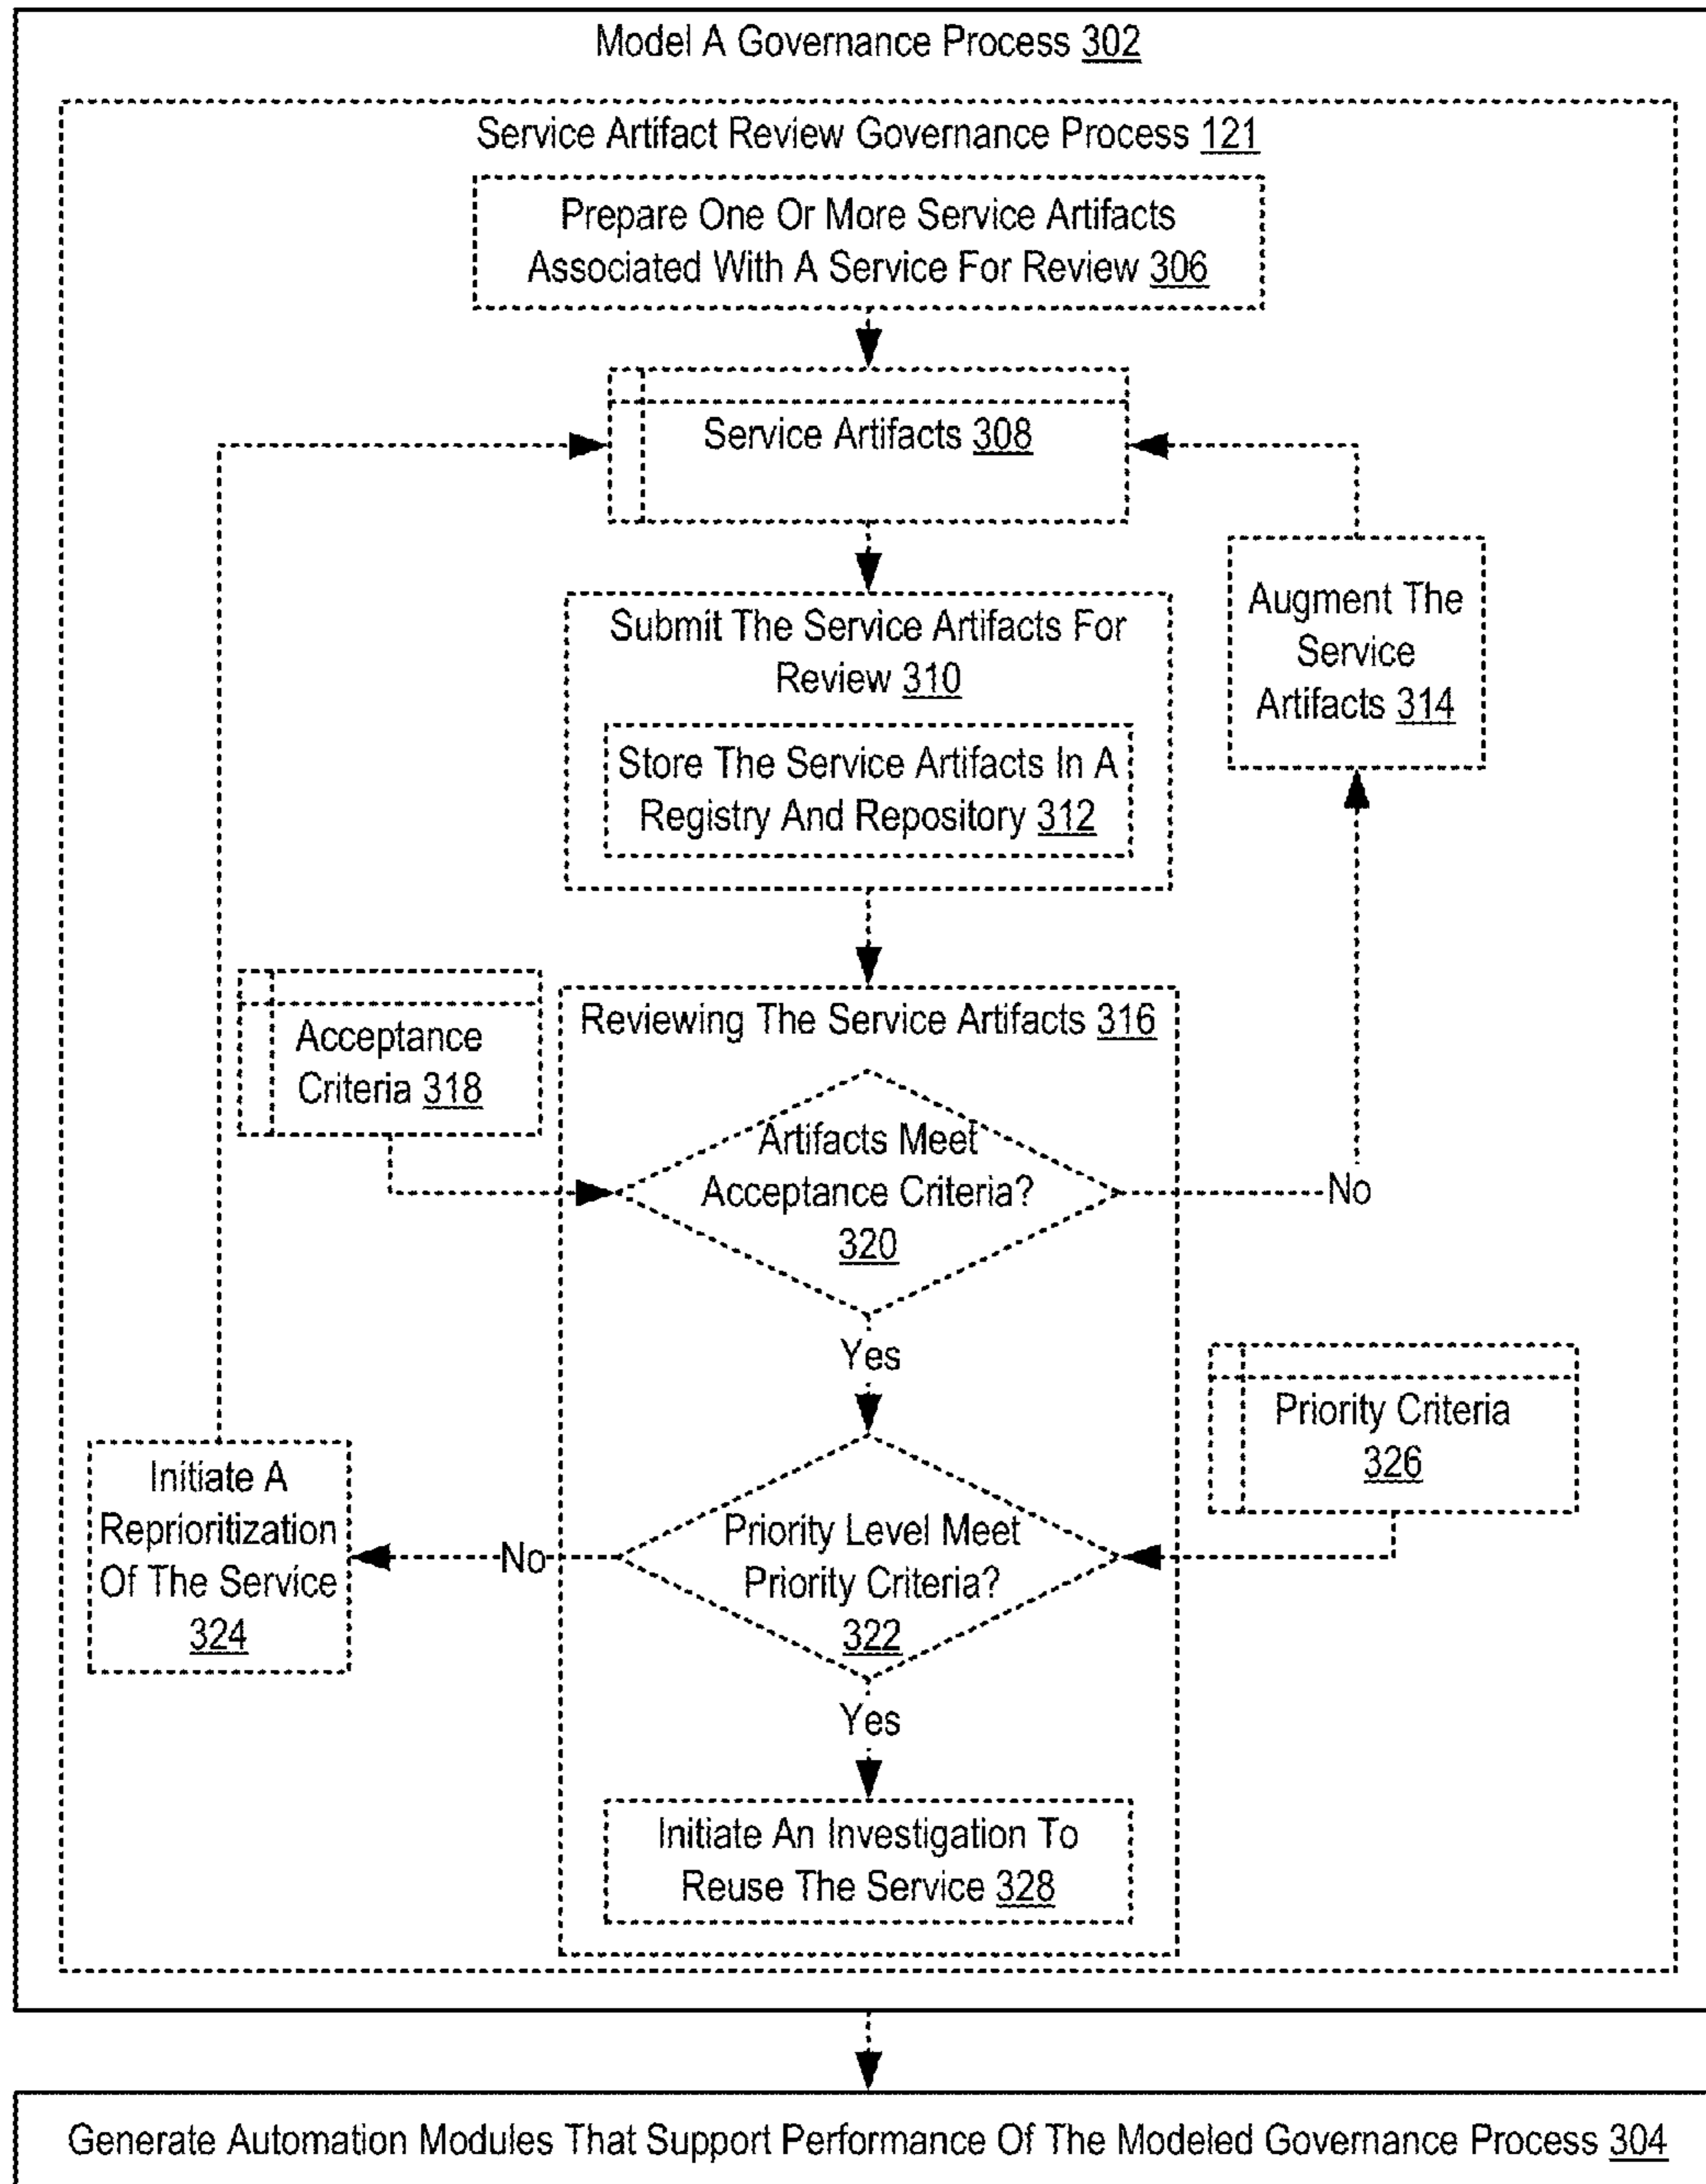 Model A Governance Process 302
Service Artifact Review Governance Process 121
Prepare One Or More Service Artifacts
Associated With A Service For Review 306
Service Artifacts 308
Submit The Service Artifacts For
Review 310
Store The Service Artifacts In A
Registry And Repository 312
Augment The
Service
Artifacts 314
Reviewing The Service Artifacts 316
Acceptance
Criteria 318
Artifacts Meet
Acceptance Criteria?
320
No
Yes
Priority Criteria
326
Initiate A
Reprioritization
Of The Service
324
No
Priority Level Meet
Priority Criteria?
322
Yes
Initiate An Investigation To
Reuse The Service 328
Generate Automation Modules That Support Performance Of The Modeled Governance Process 304